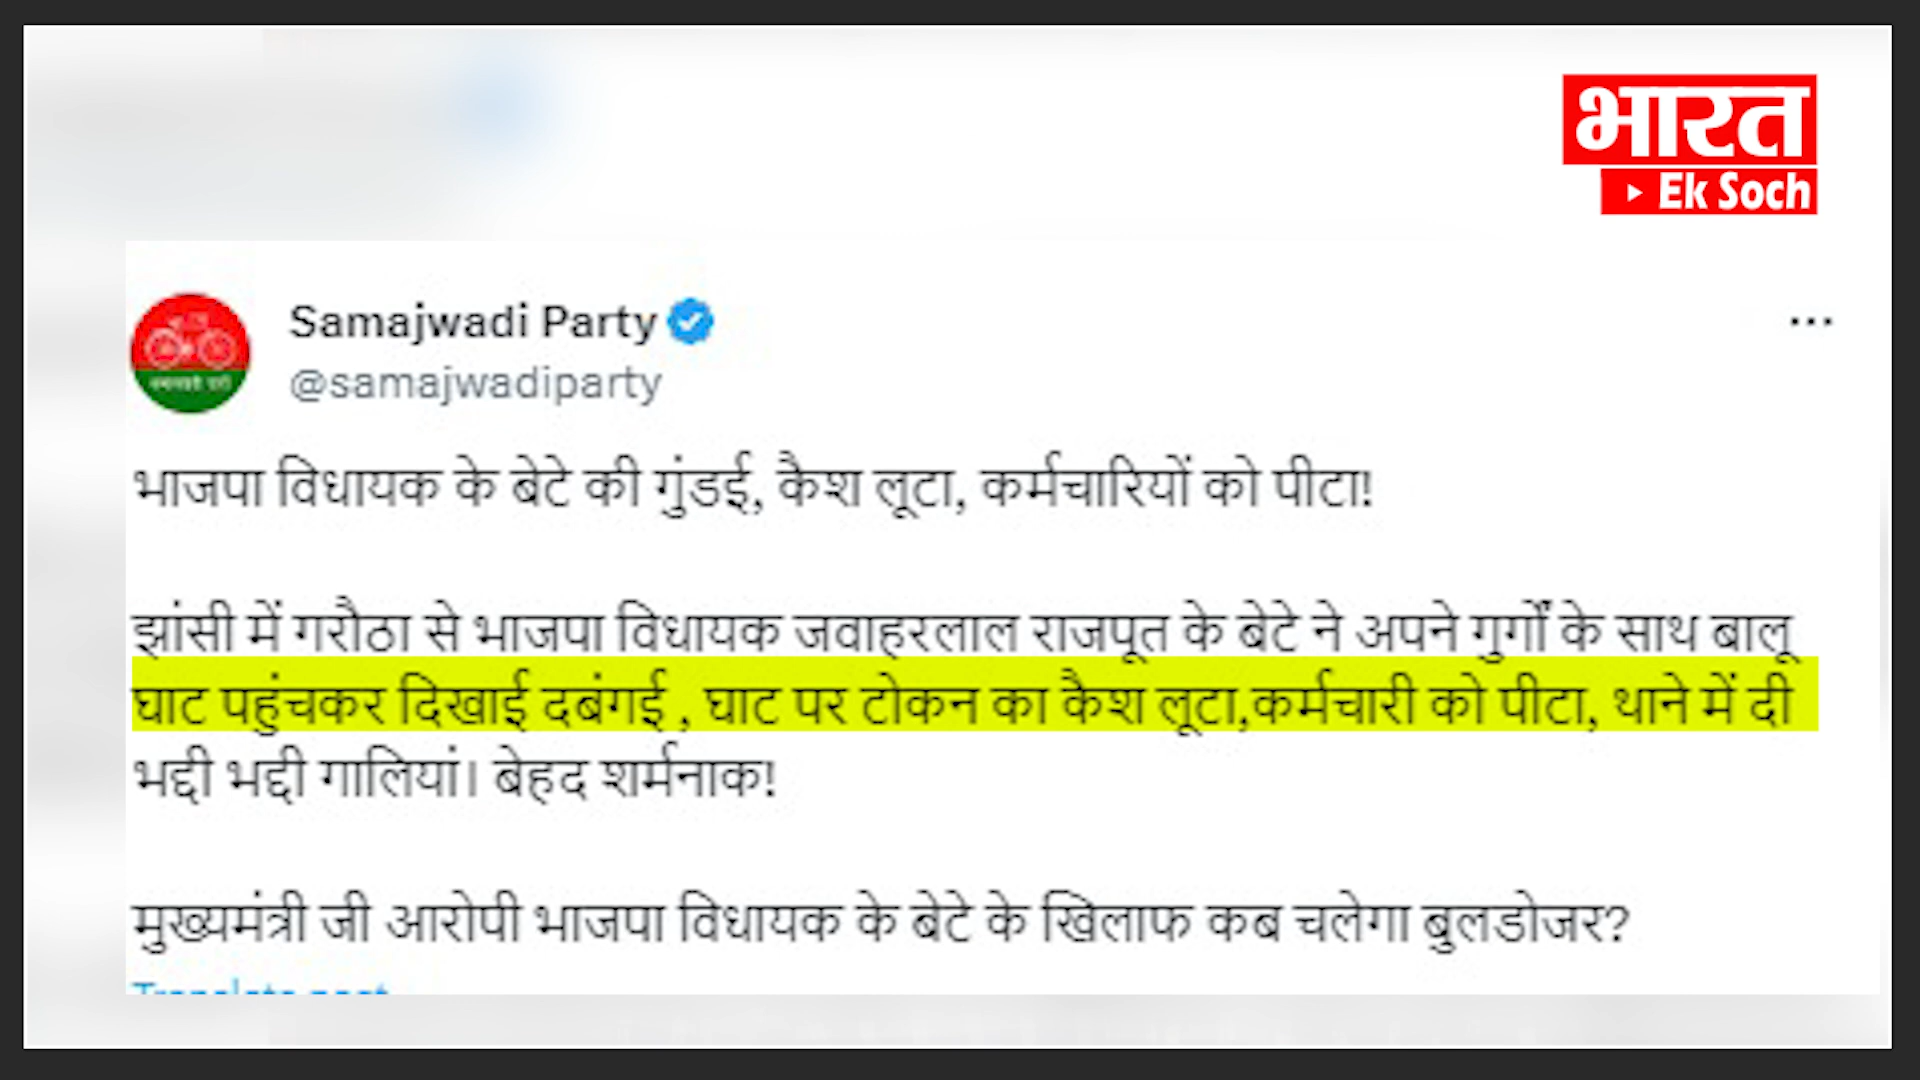 भारत
Ek Soch
Samajwadi Party
@samajwadiparty
भाजपा विधायक के बेटे की गुंडई, कैश लूटा, कर्मचारियों को पीटा!
झांसी में गरौठा से भाजपा विधायक जवाहरलाल राजपूत के बेटे ने अपने गुर्गों के साथ बालू
घाट पहुंचकर दिखाई दबंगई , घाट पर टोकन का कैश लूटा,कर्मचारी को पीटा, थाने में दी
भद्दी भद्दी गालियां। बेहद शर्मनाक!
मुख्यमंत्री जी आरोपी भाजपा विधायक के बेटे के खिलाफ कब चलेगा बुलडोजर?